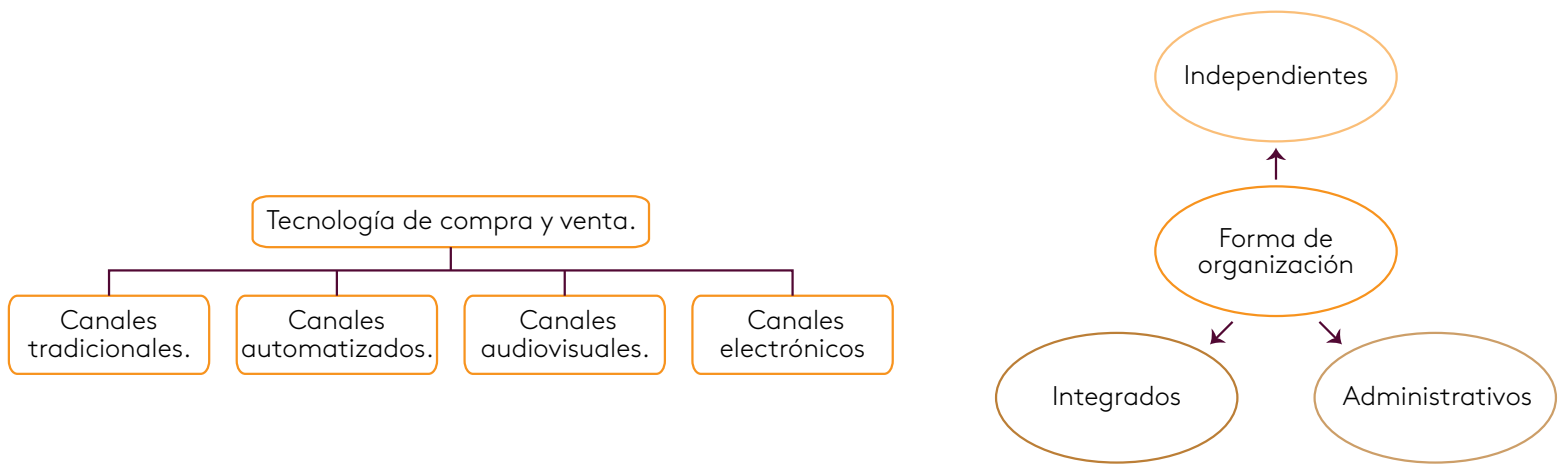 Tecnología de compra y venta.
Canales
tradicionales.
Canales
automatizados.
Canales
audiovisuales.
Canales
electrónicos
Independientes
Forma de
organización
Integrados
Administrativos